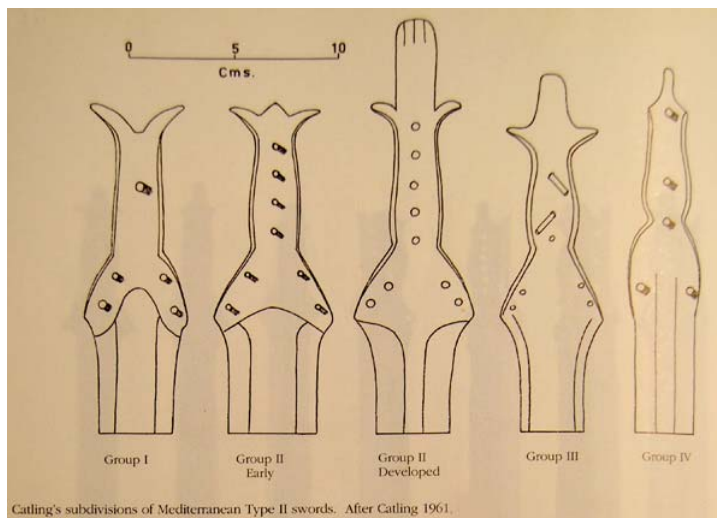 0 5 10
Cms.
Group I
Group II
Early
Group II
Developed
Group III
Group IV
Catling's subdivisions of Mediterranean Type II swords. After Catling 1961.